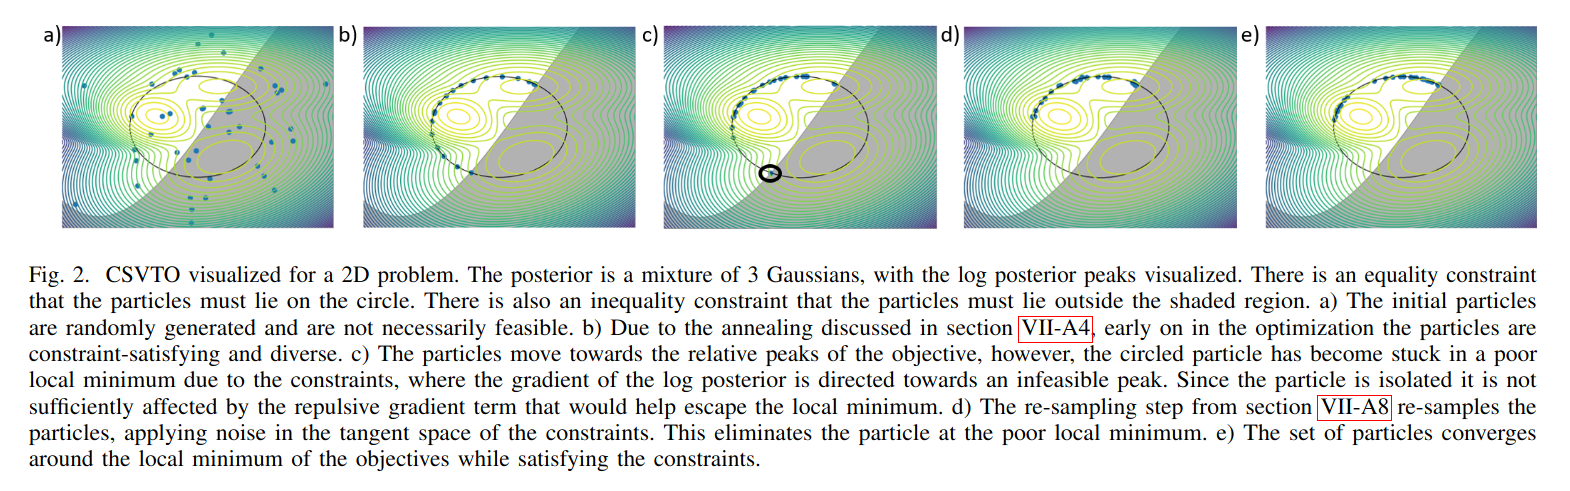 a) b) c) d) e)
Fig. 2. CSVTO visualized for a 2D problem. The posterior is a mixture of 3 Gaussians, with the log posterior peaks visualized. There is an equality constraint
that the particles must lie on the circle. There is also an inequality constraint that the particles must lie outside the shaded region. a) The initial particles
are randomly generated and are not necessarily feasible. b) Due to the annealing discussed in section VII-A4, early on in the optimization the particles are
constraint-satisfying and diverse. c) The particles move towards the relative peaks of the objective, however, the circled particle has become stuck in a poor
local minimum due to the constraints, where the gradient of the log posterior is directed towards an infeasible peak. Since the particle is isolated it is not
sufficiently affected by the repulsive gradient term that would help escape the local minimum. d) The re-sampling step from section VII-A8 re-samples the
particles, applying noise in the tangent space of the constraints. This eliminates the particle at the poor local minimum. e) The set of particles converges
around the local minimum of the objectives while satisfying the constraints.